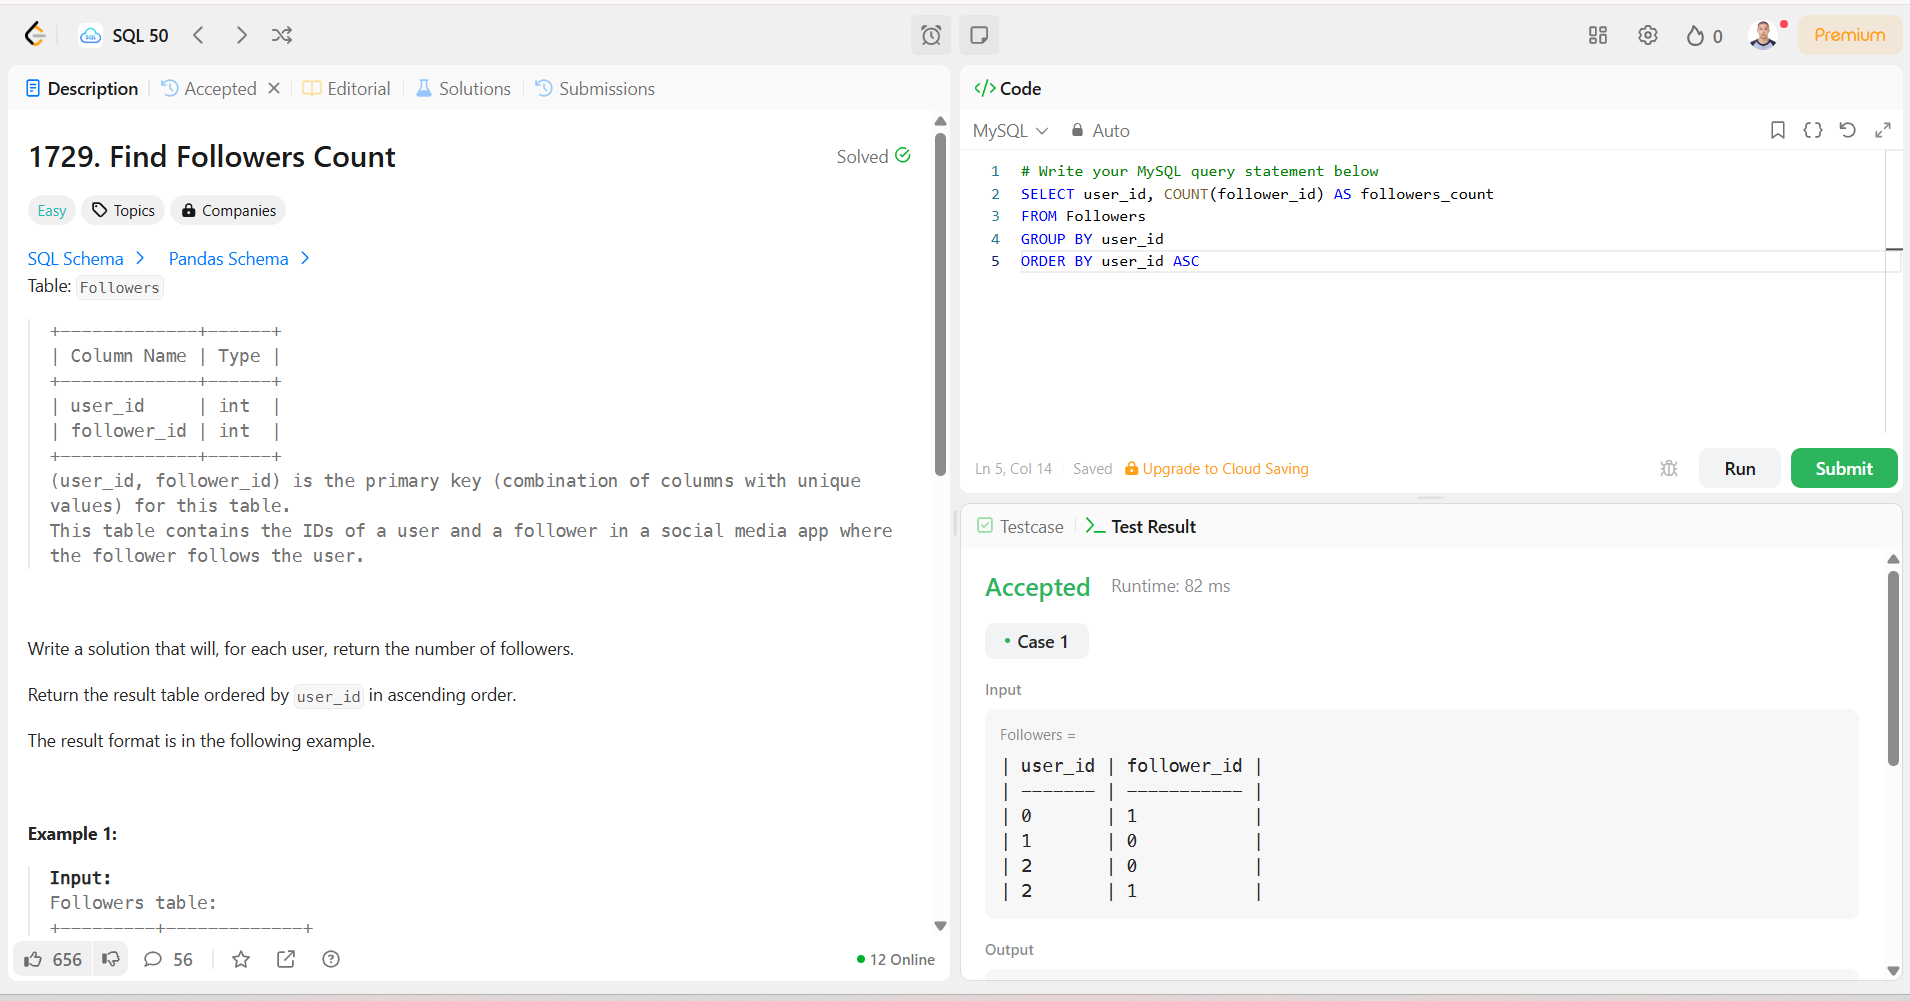 SQL 50
0
Premium
Description
Accepted
Editorial
Solutions
Submissions
1729. Find Followers Count
Solved
Easy
Topics
Companies
SQL Schema
Pandas Schema
Table: Followers
+-------------+------+
| Column Name | Type |
+-------------+------+
| user_id     | int  |
| follower_id | int  |
+-------------+------+
(user_id, follower_id) is the primary key (combination of columns with unique
values) for this table.
This table contains the IDs of a user and a follower in a social media app where
the follower follows the user.
Write a solution that will, for each user, return the number of followers.
Return the result table ordered by user_id in ascending order.
The result format is in the following example.
Example 1:
Input:
Followers table:
+---------+-------------+
656
56
12 Online
</> Code
MySQL
Auto
1 # Write your MySQL query statement below
2 SELECT user_id, COUNT(follower_id) AS followers_count
3 FROM Followers
4 GROUP BY user_id
5 ORDER BY user_id ASC
Ln 5, Col 14
Saved
Upgrade to Cloud Saving
Run
Submit
Testcase
Test Result
Accepted
Runtime: 82 ms
Case 1
Input
Followers =
| user_id | follower_id |
| ------- | ----------- |
| 0       | 1           |
| 1       | 0           |
| 2       | 0           |
| 2       | 1           |
Output